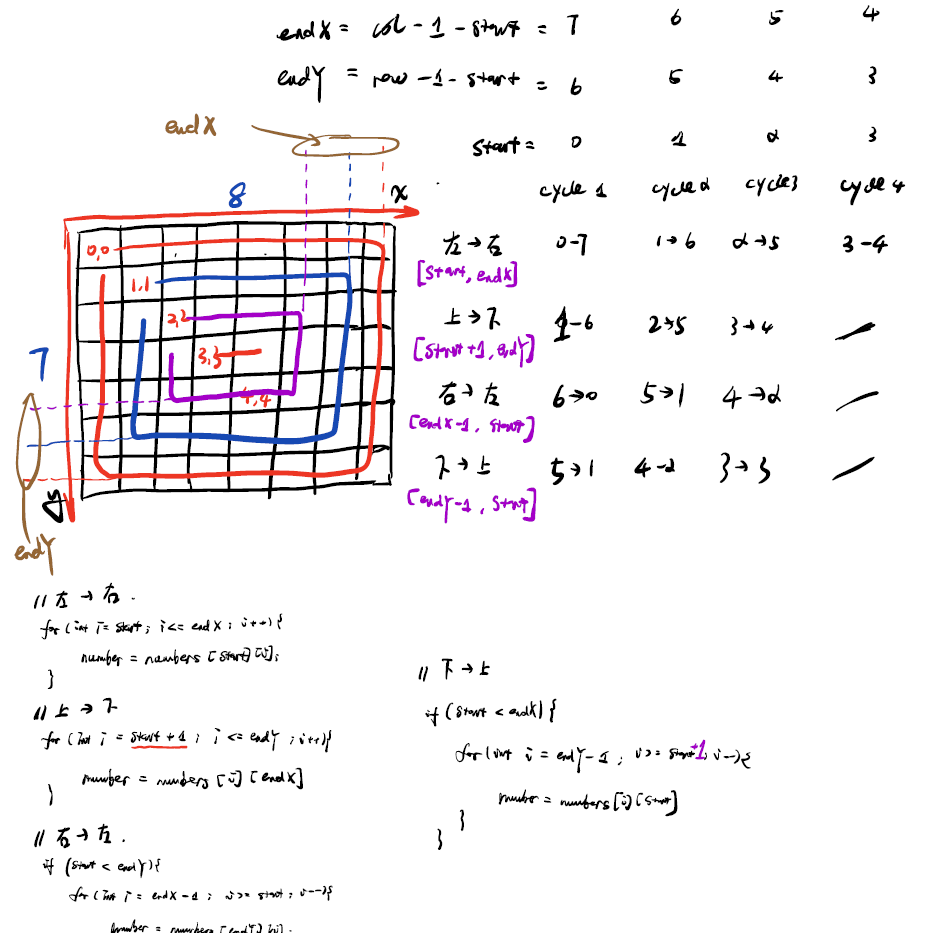 endX = col - 1 - start = 7 6 5 4
endY = row - 1 - start = 6 5 4 3
start = 0 1 2 3
cycle 1 cycle 2 cycle 3 cycle 4
endX
8
x
7
y
endY
0,0
1,1
2,2
3,3
4,4
左→右 0-7 1→6 2→5 3-4
[start, endX]
上→下 1-6 2→5 3→4 /
[start+1, endY]
右→左 6→0 5→1 4→2 /
[endX-1, start]
下→上 5→1 4-2 3→3 /
[endY-1, start]
// 左→右.
for (int i = start; i <= endX; i++){
number = numbers[start][i];
}
// 上→下
for (int i = start + 1; i <= endY; i++){
number = numbers[i][endX]
}
// 右→左.
if (start < endY){
for (int i = endX - 1; i >= start; i--){
number = numbers[endY][i];
// 下→上
if (start < endX){
for (int i = endY - 1; i >= start+1; i--){
number = numbers[i][start]
}
}